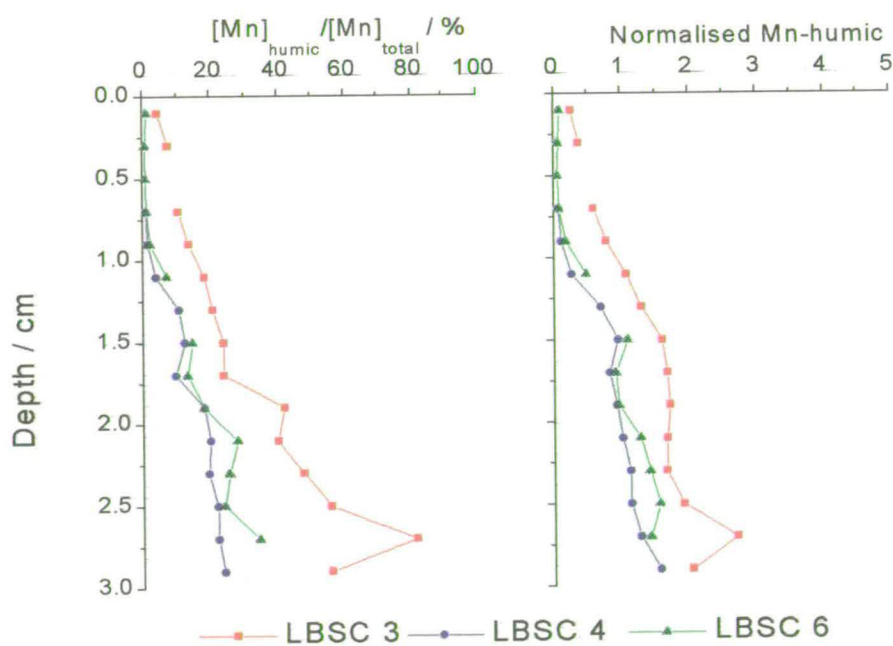 [Mn]humic /[Mn]total / %
0 20 40 60 80 100
Normalised Mn-humic
0 1 2 3 4 5
Depth / cm
0.0
0.5
1.0
1.5
2.0
2.5
3.0
LBSC 3 LBSC 4 LBSC 6